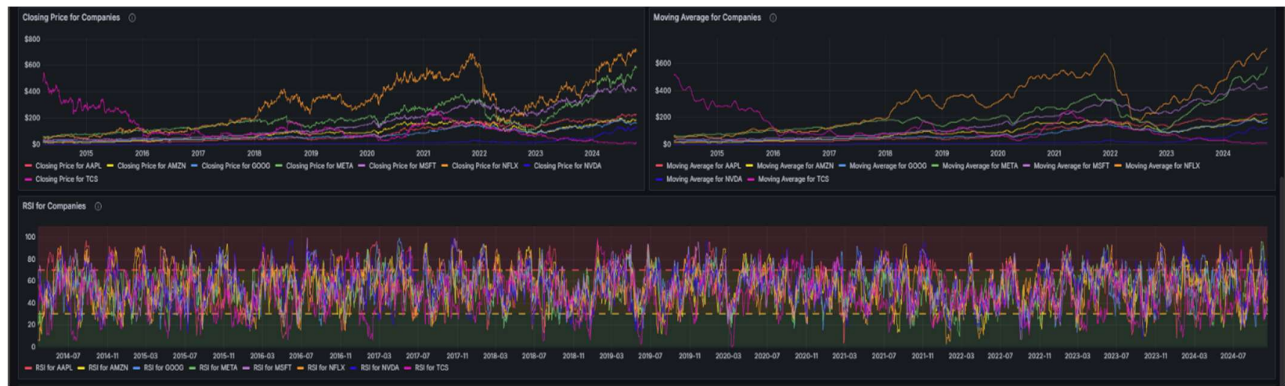 Closing Price for Companies
$800
$600
$400
$200
$0
2015 2016 2017 2018 2019 2020 2021 2022 2023 2024
Closing Price for AAPL Closing Price for AMZN Closing Price for GOOG Closing Price for META Closing Price for MSFT Closing Price for NFLX Closing Price for NVDA
Closing Price for TCS
Moving Average for Companies
$600
$400
$200
$0
2015 2016 2017 2018 2019 2020 2021 2022 2023 2024
Moving Average for AAPL Moving Average for AMZN Moving Average for GOOG Moving Average for META Moving Average for MSFT Moving Average for NFLX
Moving Average for NVDA Moving Average for TCS
RSI for Companies
100
80
60
40
20
0
2014-07 2014-11 2015-03 2015-07 2015-11 2016-03 2016-07 2016-11 2017-03 2017-07 2017-11 2018-03 2018-07 2018-11 2019-03 2019-07 2019-11 2020-03 2020-07 2020-11 2021-03 2021-07 2021-11 2022-03 2022-07 2022-11 2023-03 2023-07 2023-11 2024-03 2024-07
RSI for AAPL RSI for AMZN RSI for GOOG RSI for META RSI for MSFT RSI for NFLX RSI for NVDA RSI for TCS